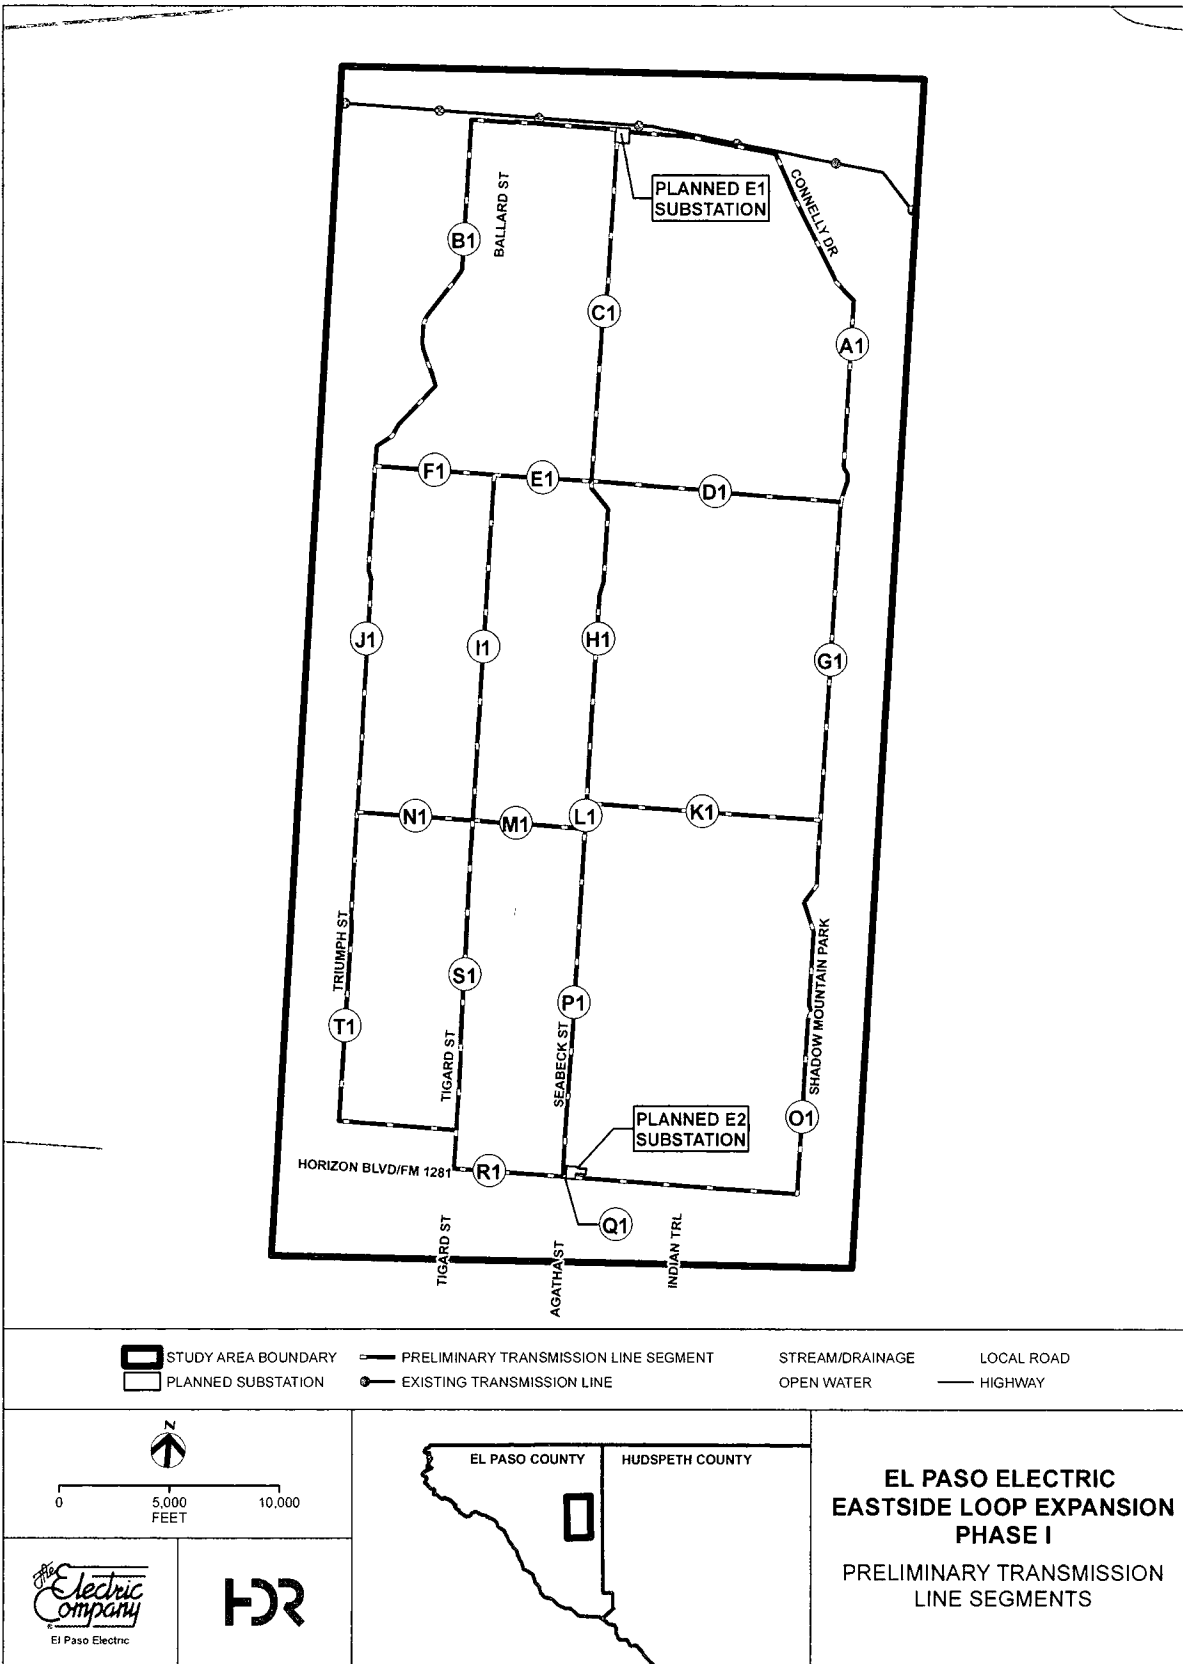 PLANNED E1
SUBSTATION
BALLARD ST
CONNELLY DR
B1
C1
A1
F1
E1
D1
J1
I1
H1
G1
N1
M1
L1
K1
TRIUMPH ST
SHADOW MOUNTAIN PARK
S1
P1
T1
TIGARD ST
SEABECK ST
PLANNED E2
SUBSTATION
O1
HORIZON BLVD/FM 1281
R1
Q1
TIGARD ST
AGATHA ST
INDIAN TRL
STUDY AREA BOUNDARY
PRELIMINARY TRANSMISSION LINE SEGMENT
STREAM/DRAINAGE
LOCAL ROAD
PLANNED SUBSTATION
EXISTING TRANSMISSION LINE
OPEN WATER
HIGHWAY
N
0 5,000 10,000
FEET
EL PASO COUNTY
HUDSPETH COUNTY
The Electric
Company
El Paso Electric
HDR
EL PASO ELECTRIC
EASTSIDE LOOP EXPANSION
PHASE I
PRELIMINARY TRANSMISSION
LINE SEGMENTS